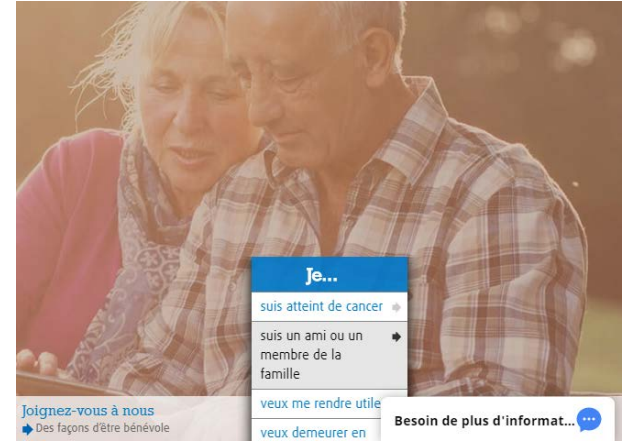 Je...
suis atteint de cancer
suis un ami ou un
membre de la
famille
veux me rendre utile
veux demeurer en
Joignez-vous à nous
Des façons d'être bénévole
Besoin de plus d'informat...